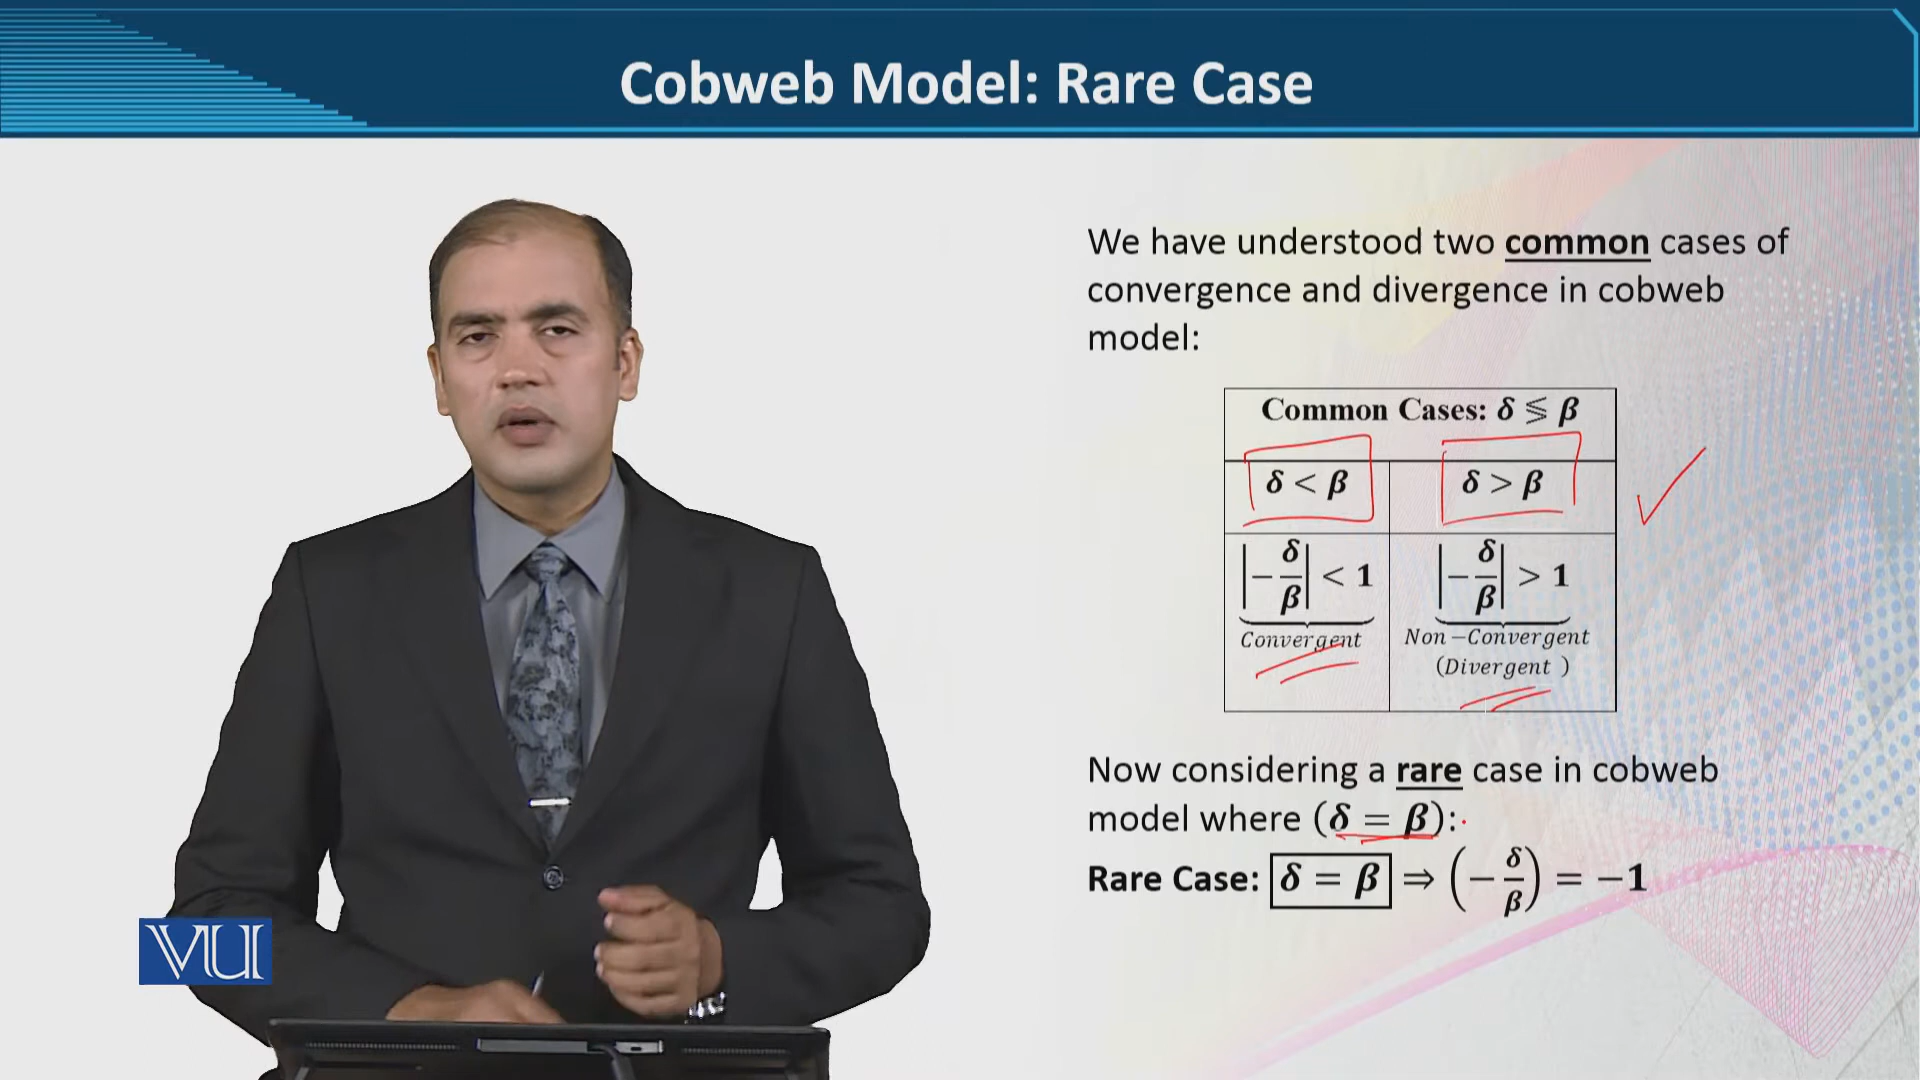 Cobweb Model: Rare Case
We have understood two common cases of
convergence and divergence in cobweb
model:
Common Cases: δ ≶ β
δ < β δ > β
|−δ/β| < 1 |−δ/β| > 1
Convergent Non−Convergent
(Divergent )
Now considering a rare case in cobweb
model where (δ = β):
Rare Case: δ = β ⇒ (−δ/β) = −1
VU